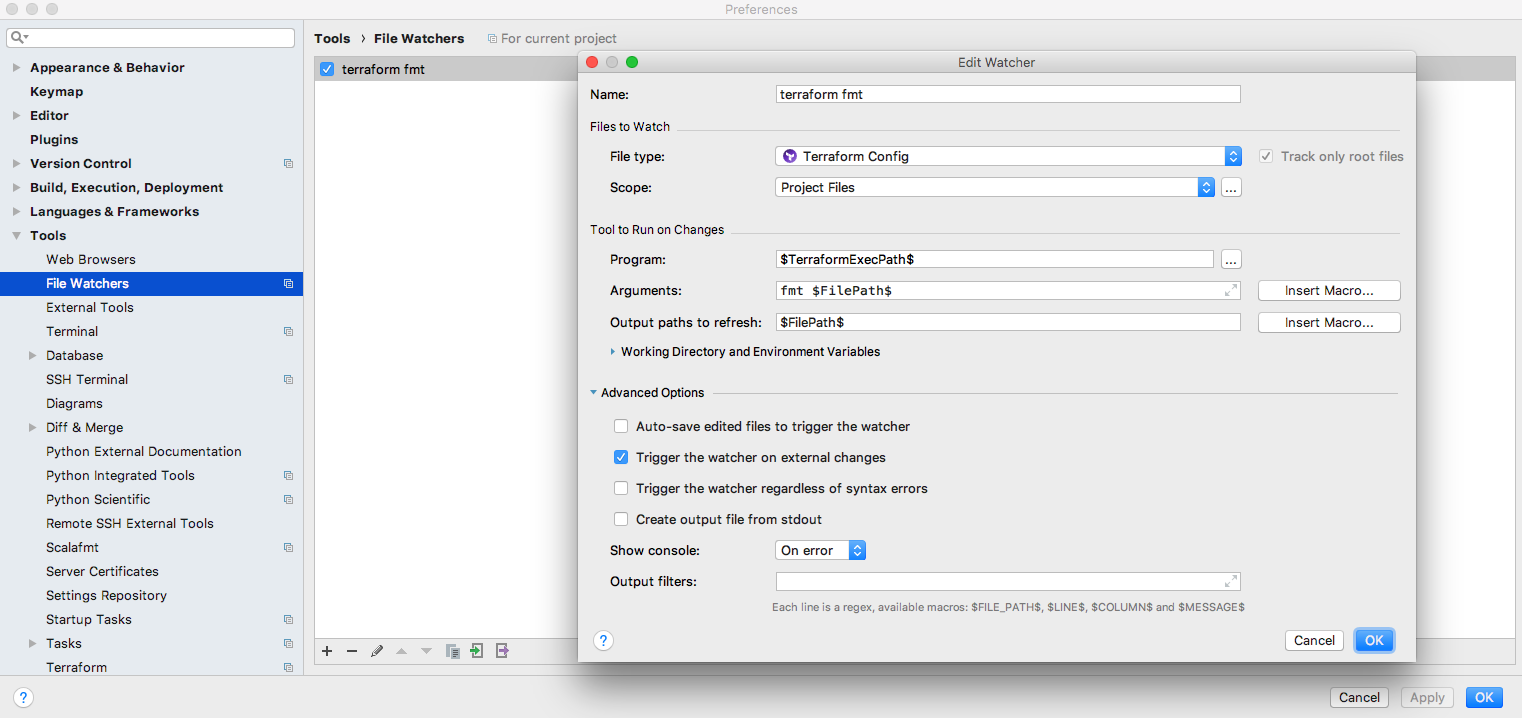 Preferences
Appearance & Behavior
Keymap
Editor
Plugins
Version Control
Build, Execution, Deployment
Languages & Frameworks
Tools
Web Browsers
File Watchers
External Tools
Terminal
Database
SSH Terminal
Diagrams
Diff & Merge
Python External Documentation
Python Integrated Tools
Python Scientific
Remote SSH External Tools
Scalafmt
Server Certificates
Settings Repository
Startup Tasks
Tasks
Terraform
Tools › File Watchers For current project
terraform fmt
Edit Watcher
Name: terraform fmt
Files to Watch
File type: Terraform Config Track only root files
Scope: Project Files ...
Tool to Run on Changes
Program: $TerraformExecPath$ ...
Arguments: fmt $FilePath$ Insert Macro...
Output paths to refresh: $FilePath$ Insert Macro...
Working Directory and Environment Variables
Advanced Options
Auto-save edited files to trigger the watcher
Trigger the watcher on external changes
Trigger the watcher regardless of syntax errors
Create output file from stdout
Show console: On error
Output filters:
Each line is a regex, available macros: $FILE_PATH$, $LINE$, $COLUMN$ and $MESSAGE$
? Cancel OK
? Cancel Apply OK